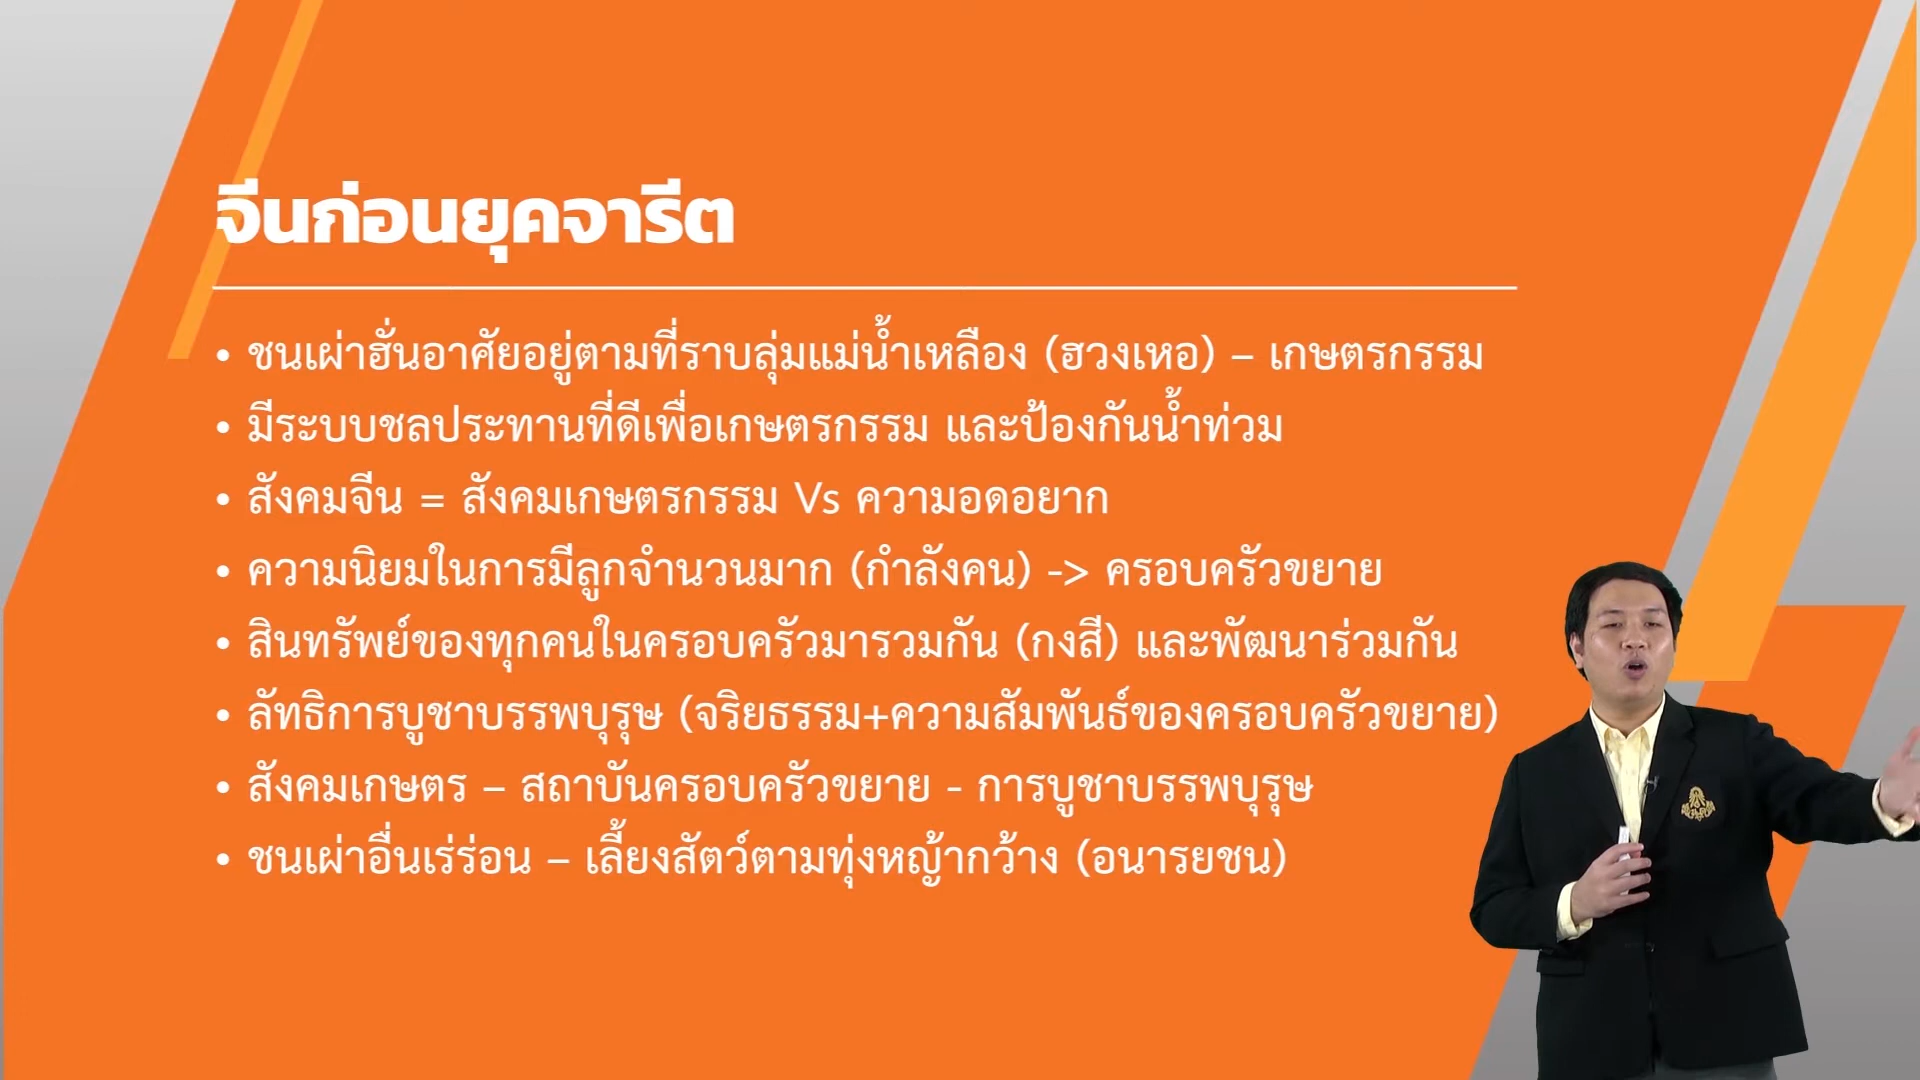 จีนก่อนยุคจารีต
• ชนเผ่าฮั่นอาศัยอยู่ตามที่ราบลุ่มแม่น้ำเหลือง (ฮวงเหอ) – เกษตรกรรม
• มีระบบชลประทานที่ดีเพื่อเกษตรกรรม และป้องกันน้ำท่วม
• สังคมจีน = สังคมเกษตรกรรม Vs ความอดอยาก
• ความนิยมในการมีลูกจำนวนมาก (กำลังคน) -> ครอบครัวขยาย
• สินทรัพย์ของทุกคนในครอบครัวมารวมกัน (กงสี) และพัฒนาร่วมกัน
• ลัทธิการบูชาบรรพบุรุษ (จริยธรรม+ความสัมพันธ์ของครอบครัวขยาย)
• สังคมเกษตร – สถาบันครอบครัวขยาย - การบูชาบรรพบุรุษ
• ชนเผ่าอื่นเร่ร่อน – เลี้ยงสัตว์ตามทุ่งหญ้ากว้าง (อนารยชน)